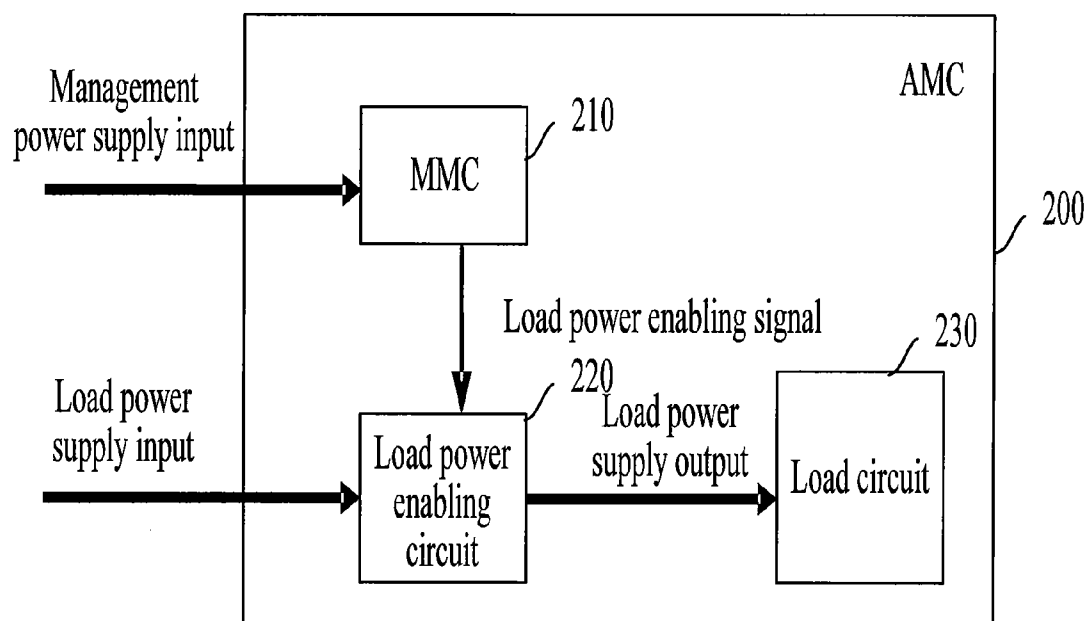 AMC
Management
power supply input
210
MMC
200
Load power enabling signal
230
220
Load power
supply input
Load power
enabling
circuit
Load power
supply output
Load circuit